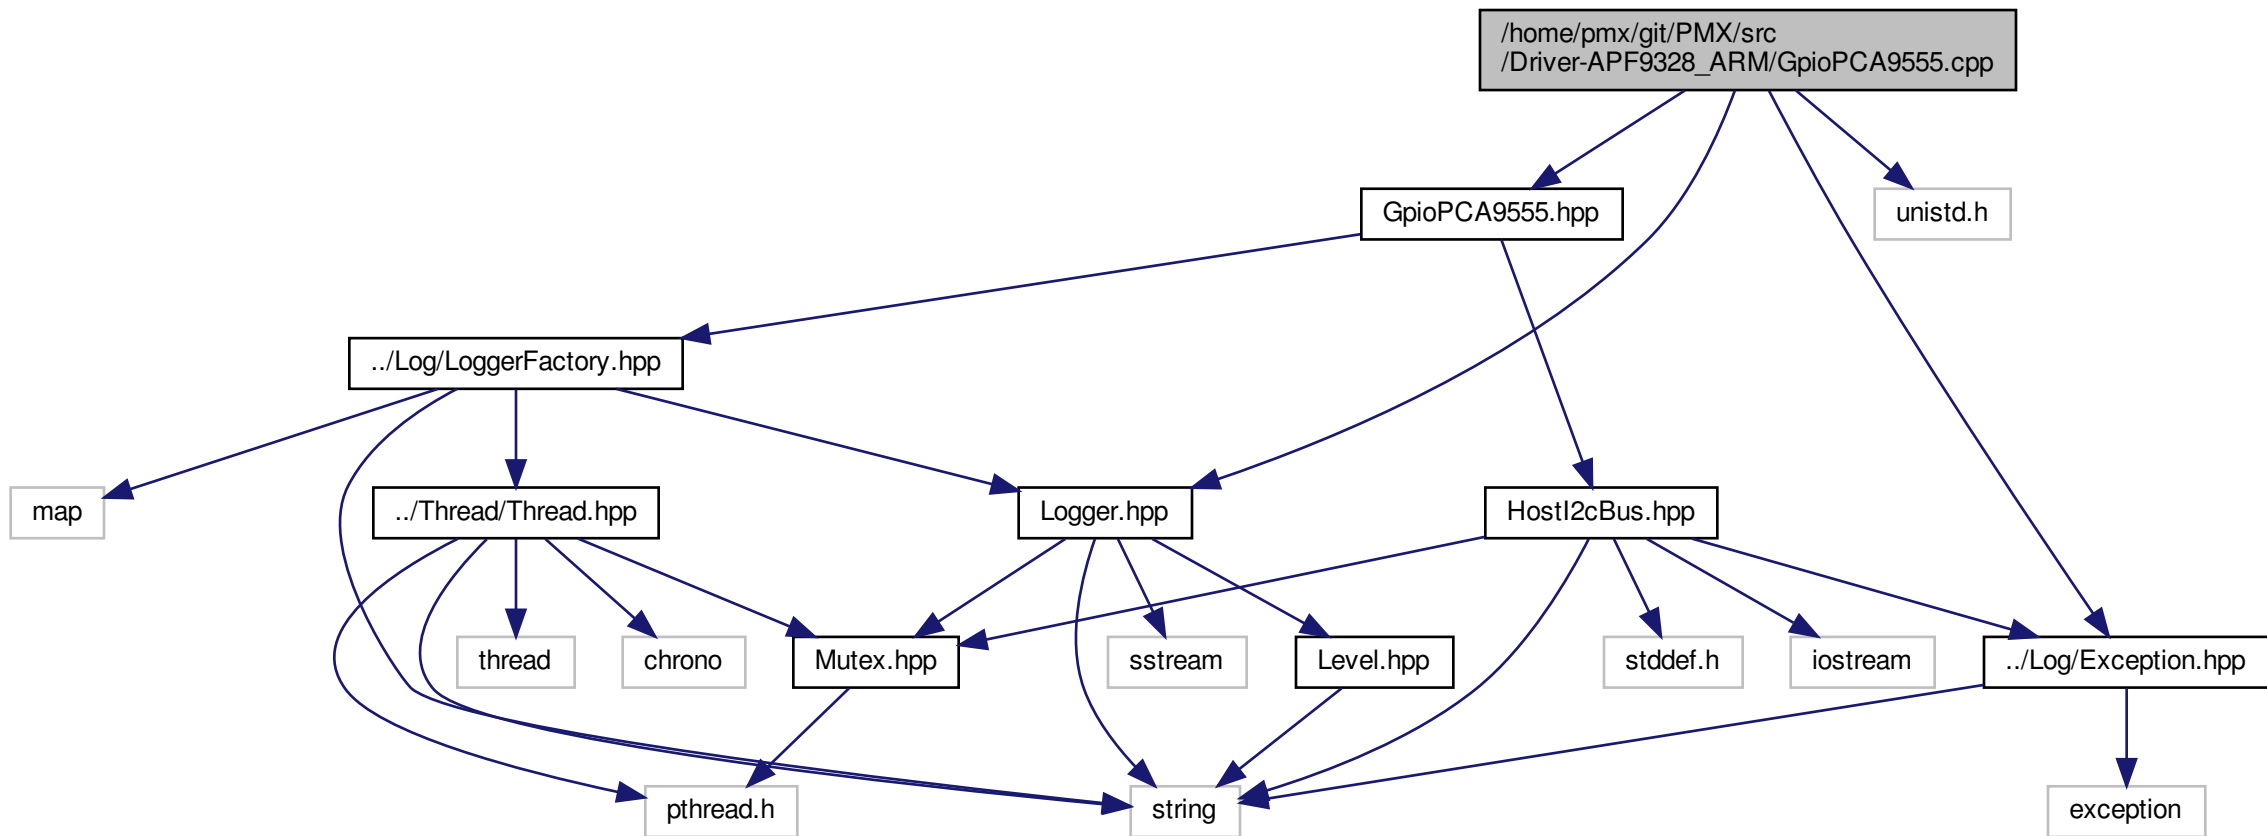 /home/pmx/git/PMX/src
/Driver-APF9328_ARM/GpioPCA9555.cpp
GpioPCA9555.hpp
unistd.h
../Log/LoggerFactory.hpp
map
../Thread/Thread.hpp
Logger.hpp
HostI2cBus.hpp
thread
chrono
Mutex.hpp
sstream
Level.hpp
stddef.h
iostream
../Log/Exception.hpp
pthread.h
string
exception